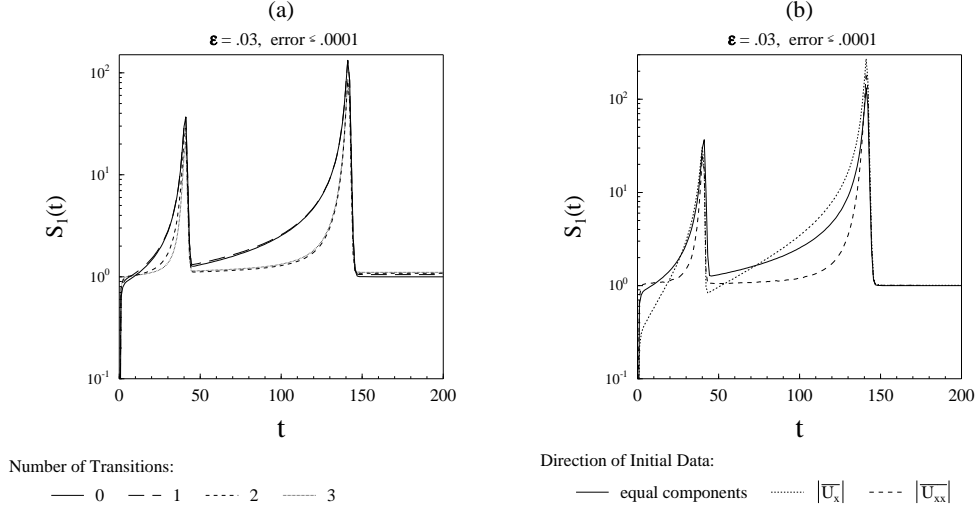 (a)
ε = .03, error ≤ .0001
S₁(t)
10²
10¹
10⁰
10⁻¹
0 50 100 150 200
t
Number of Transitions:
0 1 2 3
(b)
ε = .03, error ≤ .0001
S₁(t)
10²
10¹
10⁰
10⁻¹
0 50 100 150 200
t
Direction of Initial Data:
equal components |U̅ₓ| |U̅ₓₓ|